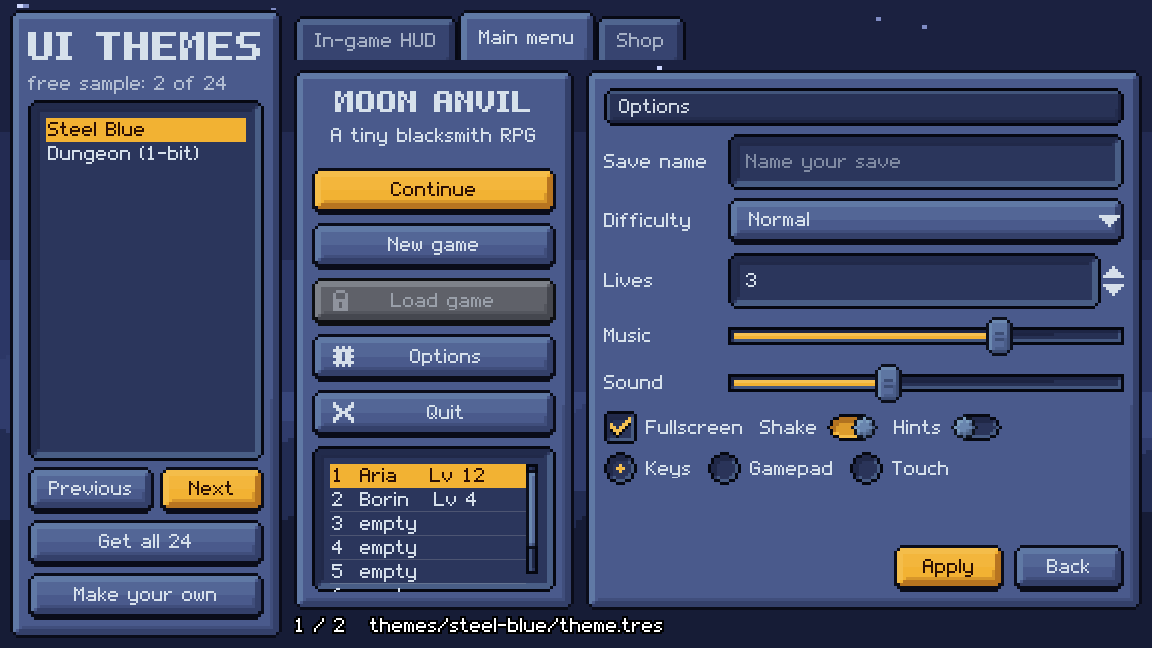 UI THEMES
free sample: 2 of 24
Steel Blue
Dungeon (1-bit)
Previous
Next
Get all 24
Make your own
In-game HUD
Main menu
Shop
MOON ANVIL
A tiny blacksmith RPG
Continue
New game
Load game
Options
Quit
1 Aria Lv 12
2 Borin Lv 4
3 empty
4 empty
5 empty
Options
Save name
Name your save
Difficulty
Normal
Lives
3
Music
Sound
Fullscreen
Shake
Hints
Keys
Gamepad
Touch
Apply
Back
1 / 2 themes/steel-blue/theme.tres